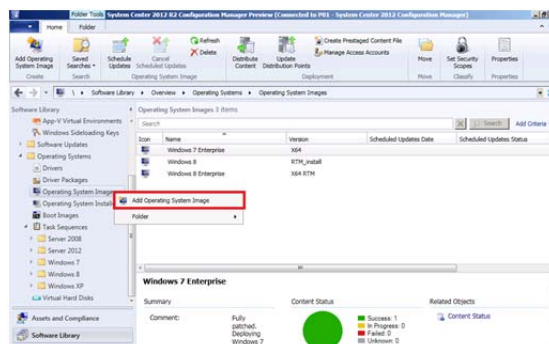 Folder Tools System Center 2012 R2 Configuration Manager Preview (Connected to P01 - System Center 2012 Configuration Manager)
Home Folder
Add Operating System Image
Saved Searches
Schedule Updates
Cancel Scheduled Updates
Refresh
Delete
Distribute Content
Update Distribution Points
Create Prestaged Content File
Manage Access Accounts
Move
Set Security Scopes
Properties
Create Search Operating System Image Deployment Move Classify Properties
\ Software Library Overview Operating Systems Operating System Images
Software Library
App-V Virtual Environments
Windows Sideloading Keys
Software Updates
Operating Systems
Drivers
Driver Packages
Operating System Images
Operating System Install
Boot Images
Task Sequences
Server 2008
Server 2012
Windows 7
Windows 8
Windows XP
Virtual Hard Disks
Assets and Compliance
Software Library
Operating System Images 3 items
Search
Search Add Criteria
Icon Name Version Scheduled Updates Date Scheduled Updates Status
Windows 7 Enterprise X64
Windows 8 RTM_install
Windows 8 Enterprise X64 RTM
Add Operating System Image
Folder
Windows 7 Enterprise
Summary Content Status Related Objects
Comment: Fully patched. Deploying Windows 7
Success: 1
In Progress: 0
Failed: 0
Unknown: 0
Content Status